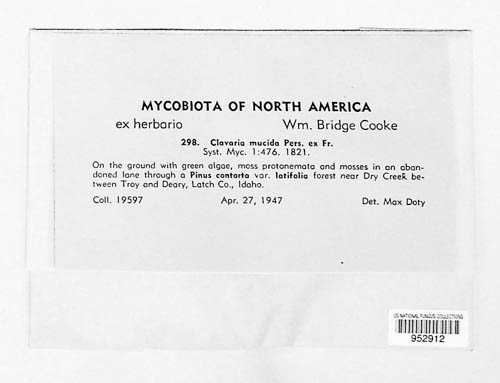 MYCOBIOTA OF NORTH AMERICA
ex herbario Wm. Bridge Cooke
298. Clavaria mucida Pers. ex Fr.
Syst. Myc. 1:476. 1821.
On the ground with green algae, moss protonemata and mosses in an aban-
doned lane through a Pinus contorta var. latifolia forest near Dry Creek be-
tween Troy and Deary, Latch Co., Idaho.
Coll. 19597 Apr. 27, 1947 Det. Max Doty
US NATIONAL FUNGUS COLLECTIONS
952912